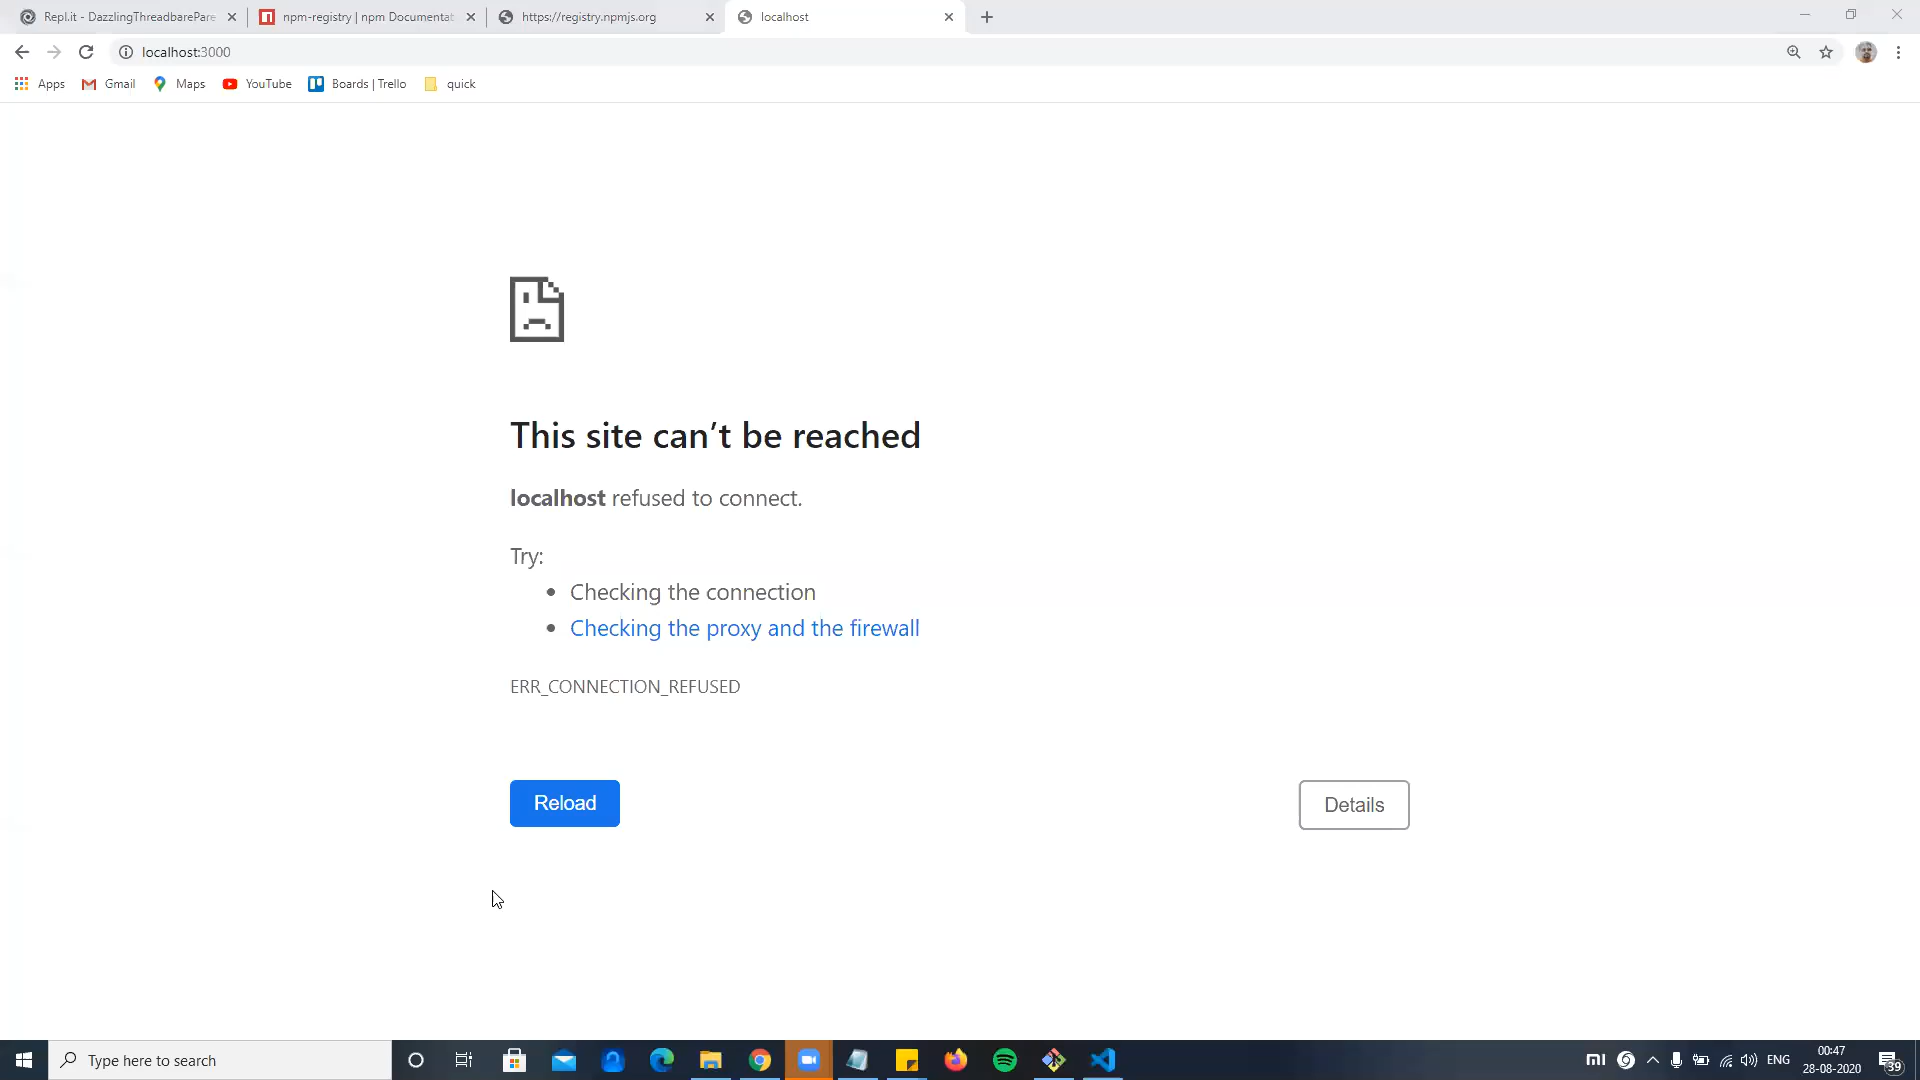 Repl.it - DazzlingThreadbarePare
npm-registry | npm Documentat
https://registry.npmjs.org
localhost
localhost:3000
Apps
Gmail
Maps
YouTube
Boards | Trello
quick
This site can’t be reached
localhost refused to connect.
Try:
• Checking the connection
• Checking the proxy and the firewall
ERR_CONNECTION_REFUSED
Reload
Details
Type here to search
ENG
00:47
28-08-2020
39